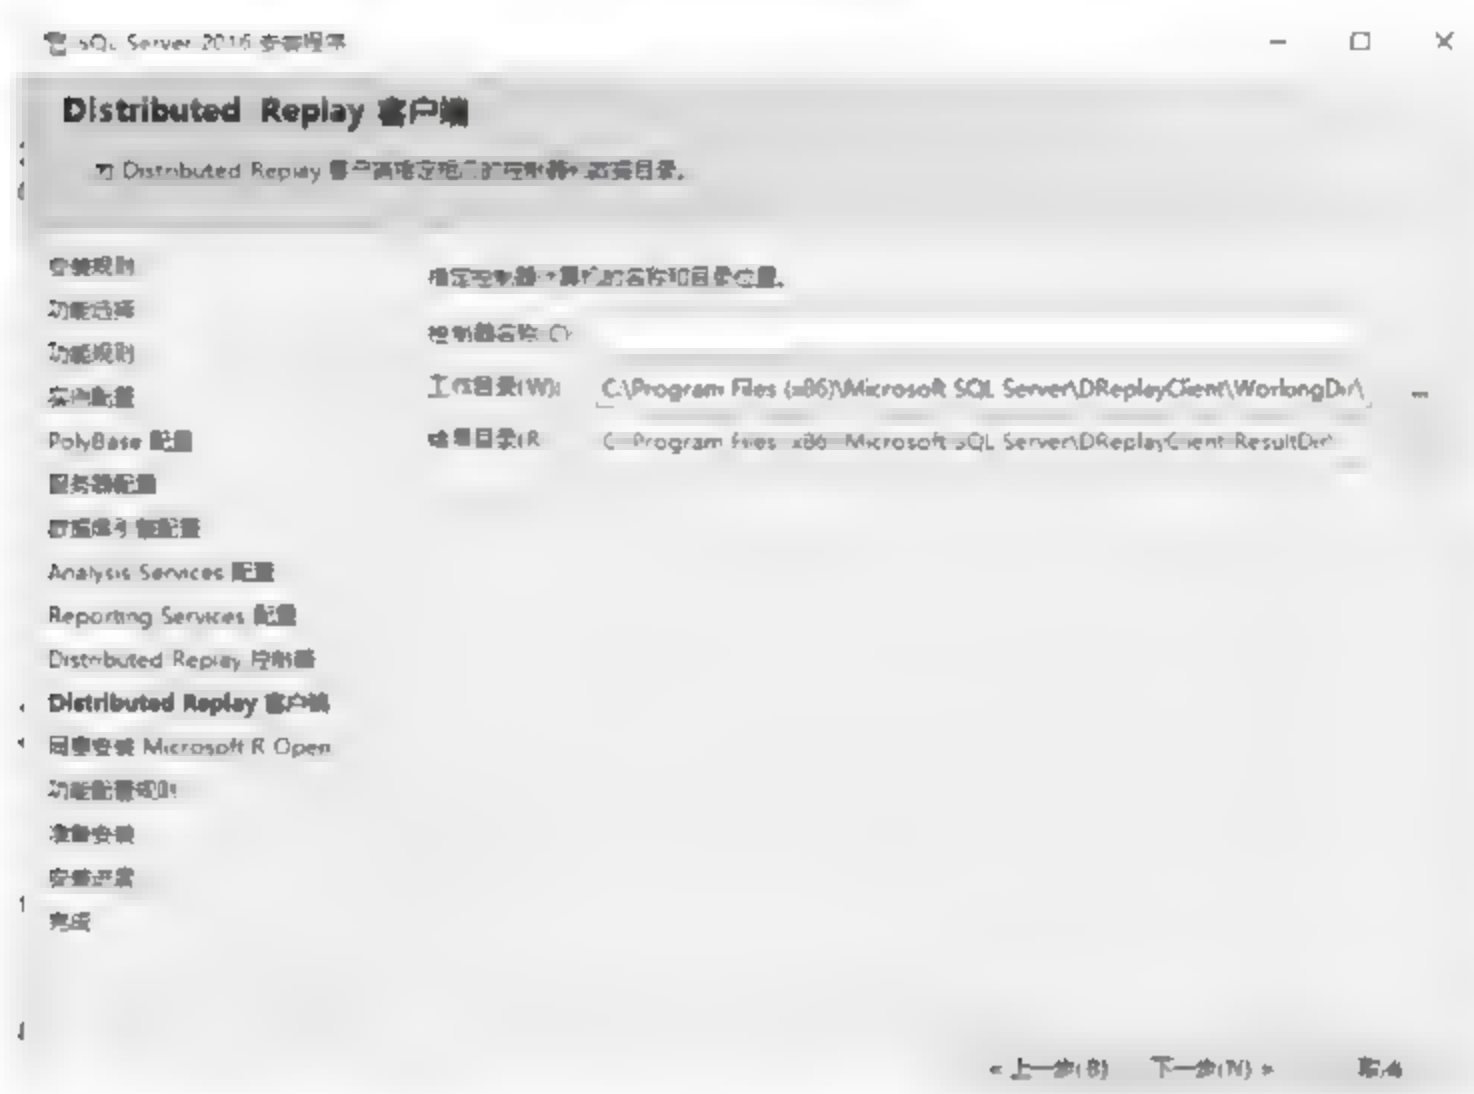 SQL Server 2016 安装程序
Distributed Replay 客户端
为 Distributed Replay 客户端指定相应的控制器和数据目录。
安装规则
功能选择
功能规则
实例配置
PolyBase 配置
服务器配置
数据库引擎配置
Analysis Services 配置
Reporting Services 配置
Distributed Replay 控制器
Distributed Replay 客户端
同意安装 Microsoft R Open
功能配置规则
准备安装
安装进度
完成
指定控制器计算机的名称和目录位置。
控制器名称(C):
工作目录(W): C:\Program Files (x86)\Microsoft SQL Server\DReplayClient\WorkingDir\
结果目录(R): C:\Program Files (x86)\Microsoft SQL Server\DReplayClient\ResultDir\
< 上一步(B) 下一步(N) > 取消